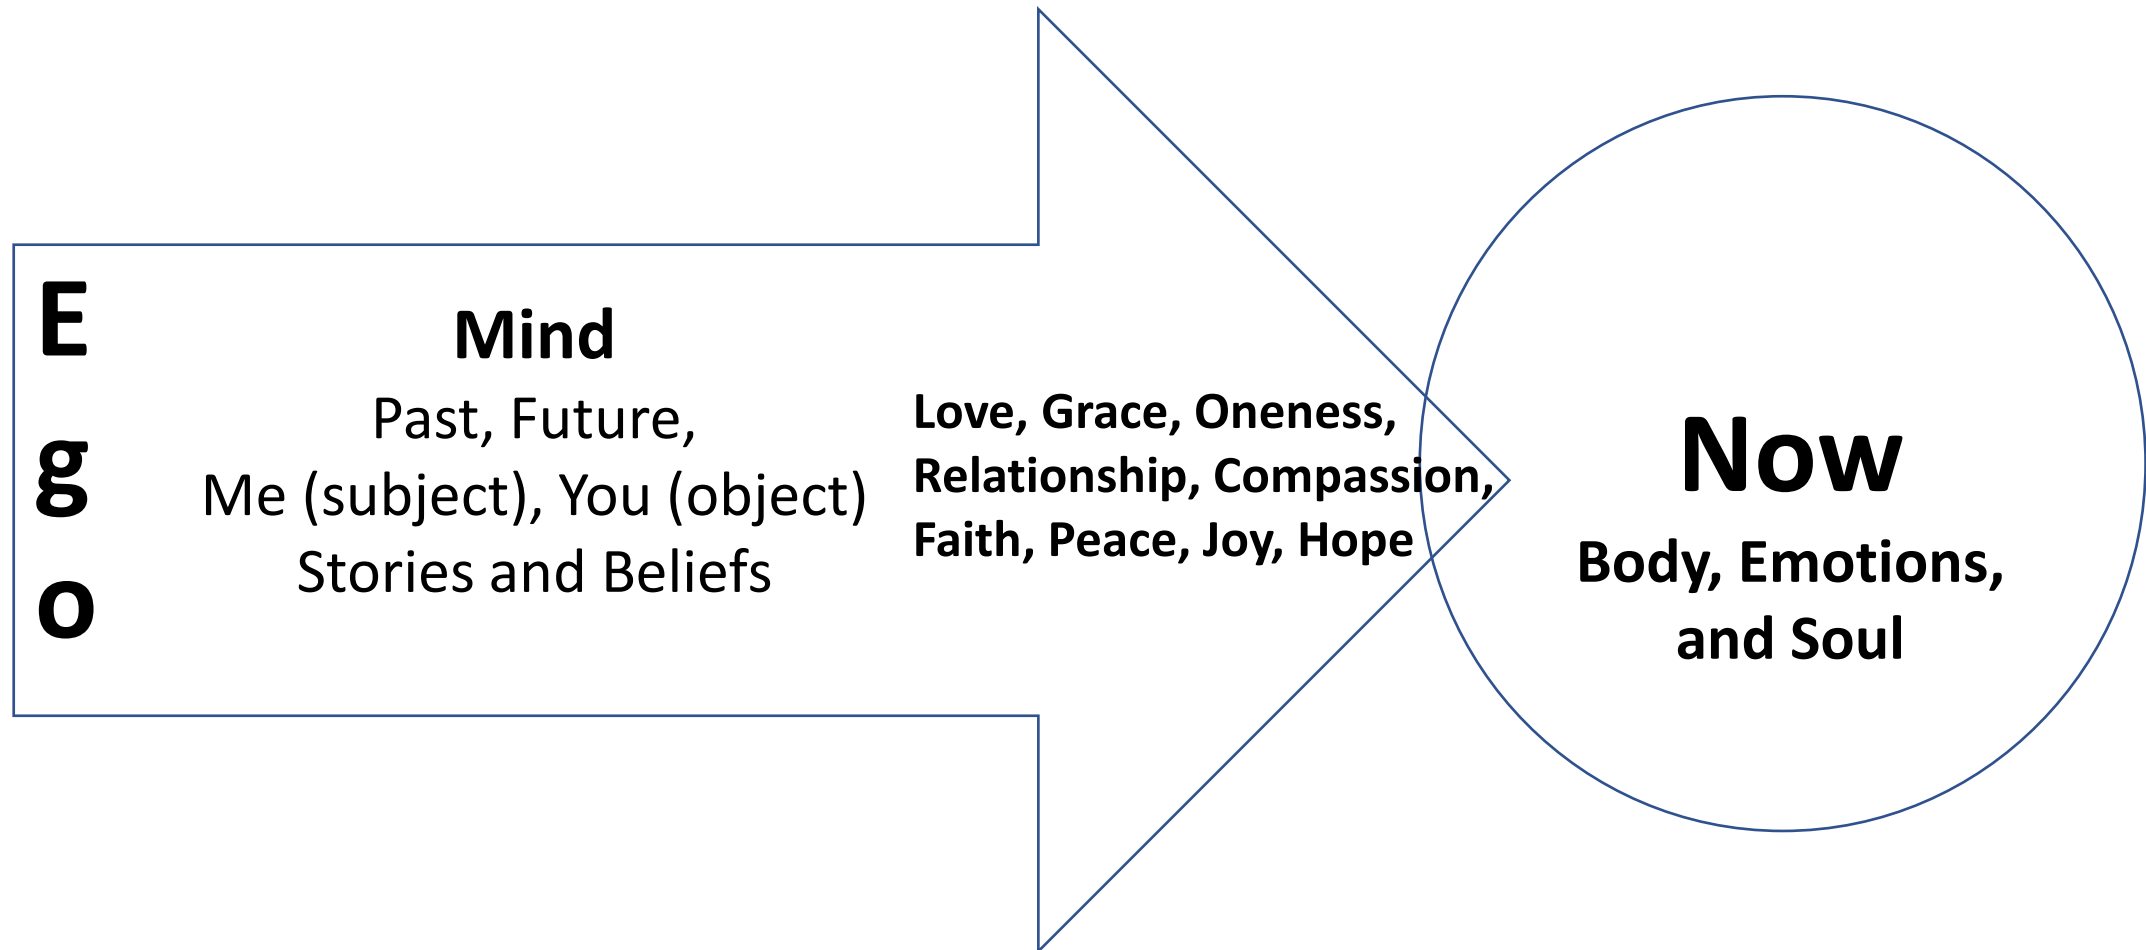 Ego
Mind
Past, Future,
Me (subject), You (object)
Stories and Beliefs
Love, Grace, Oneness,
Relationship, Compassion,
Faith, Peace, Joy, Hope
Now
Body, Emotions,
and Soul